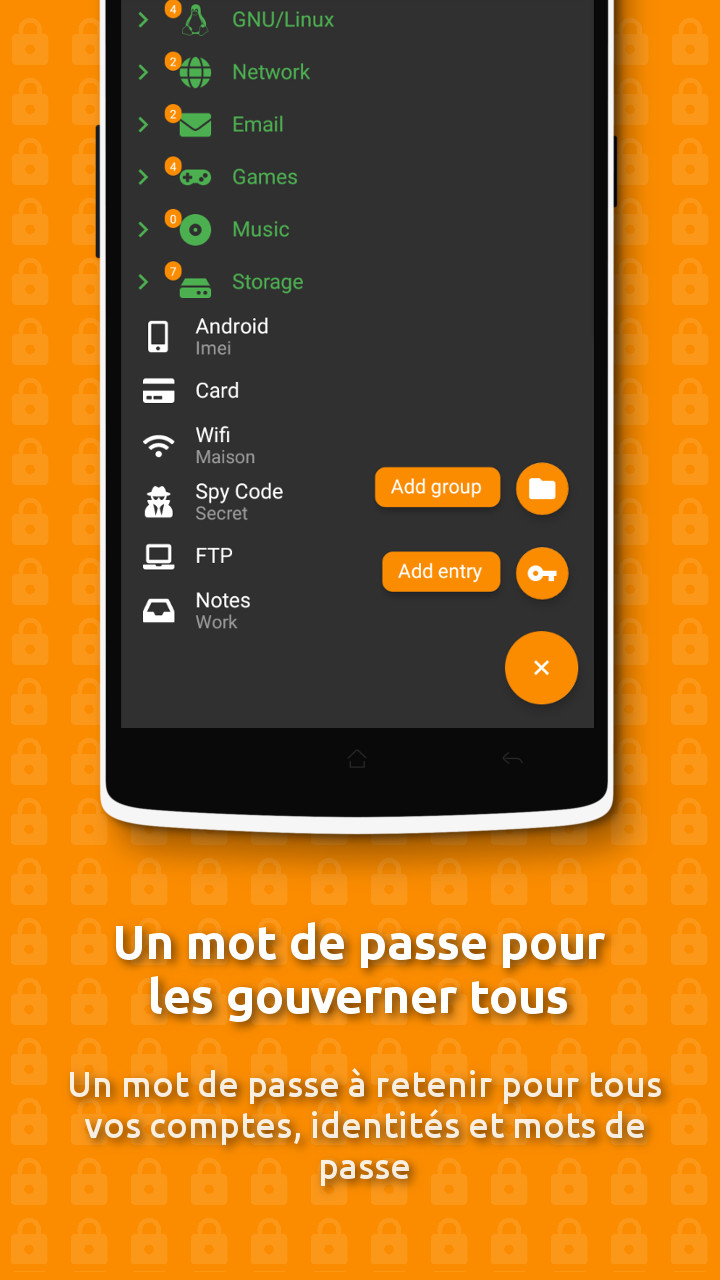 4
GNU/Linux
2
Network
2
Email
4
Games
0
Music
7
Storage
Android
Imei
Card
Wifi
Maison
Spy Code
Secret
Add group
FTP
Add entry
Notes
Work
Un mot de passe pour
les gouverner tous
Un mot de passe à retenir pour tous
vos comptes, identités et mots de
passe